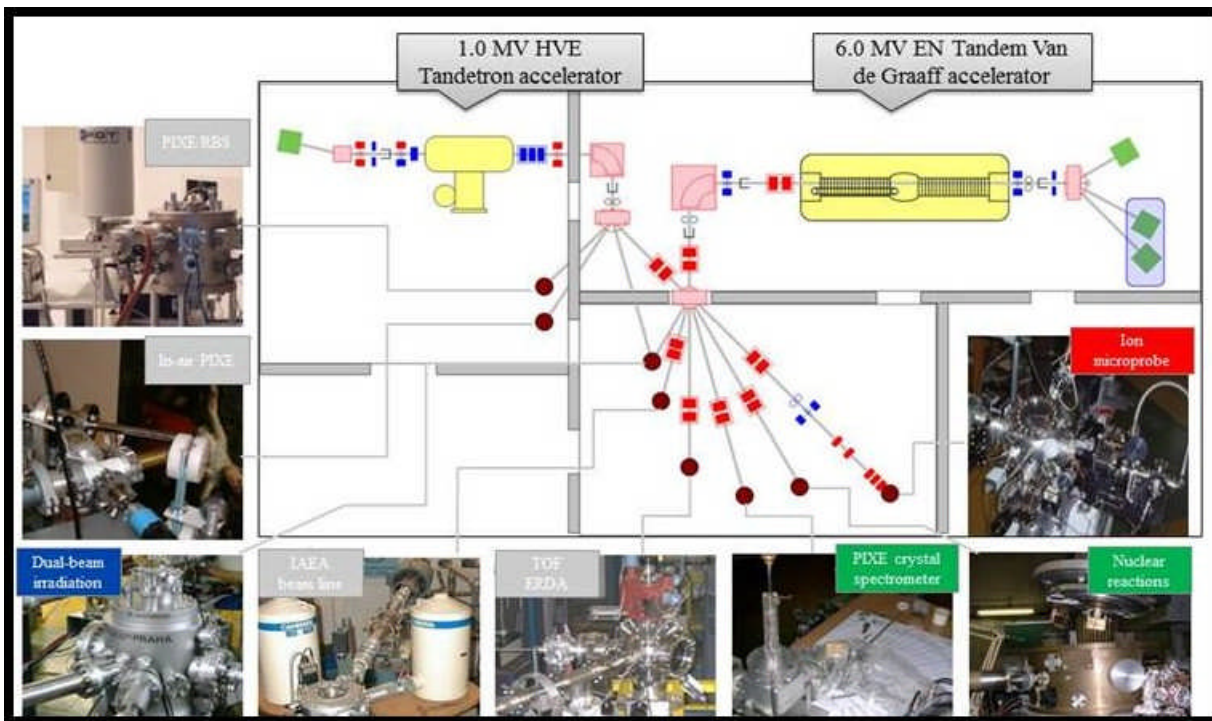 1.0 MV HVE
Tandetron accelerator
6.0 MV EN Tandem Van
de Graaff accelerator
PIXE/RBS
In-air PIXE
Ion
microprobe
Dual-beam
irradiation
IAEA
beam line
TOF
ERDA
PIXE crystal
spectrometer
Nuclear
reactions